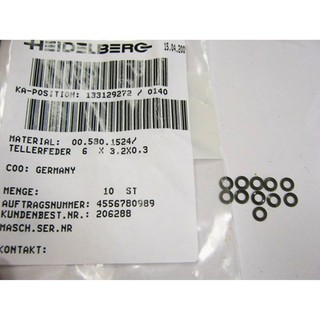 HEIDELBERG
15.04.200
KA-POSITION: 133129272 / 0140
MATERIAL: 00.580.1524/
TELLERFEDER 6 X 3.2X0.3
COO: GERMANY
MENGE: 10 ST
AUFTRAGSNUMMER: 4556780989
KUNDENBEST.NR.: 206288
MASCH.SER.NR
KONTAKT: